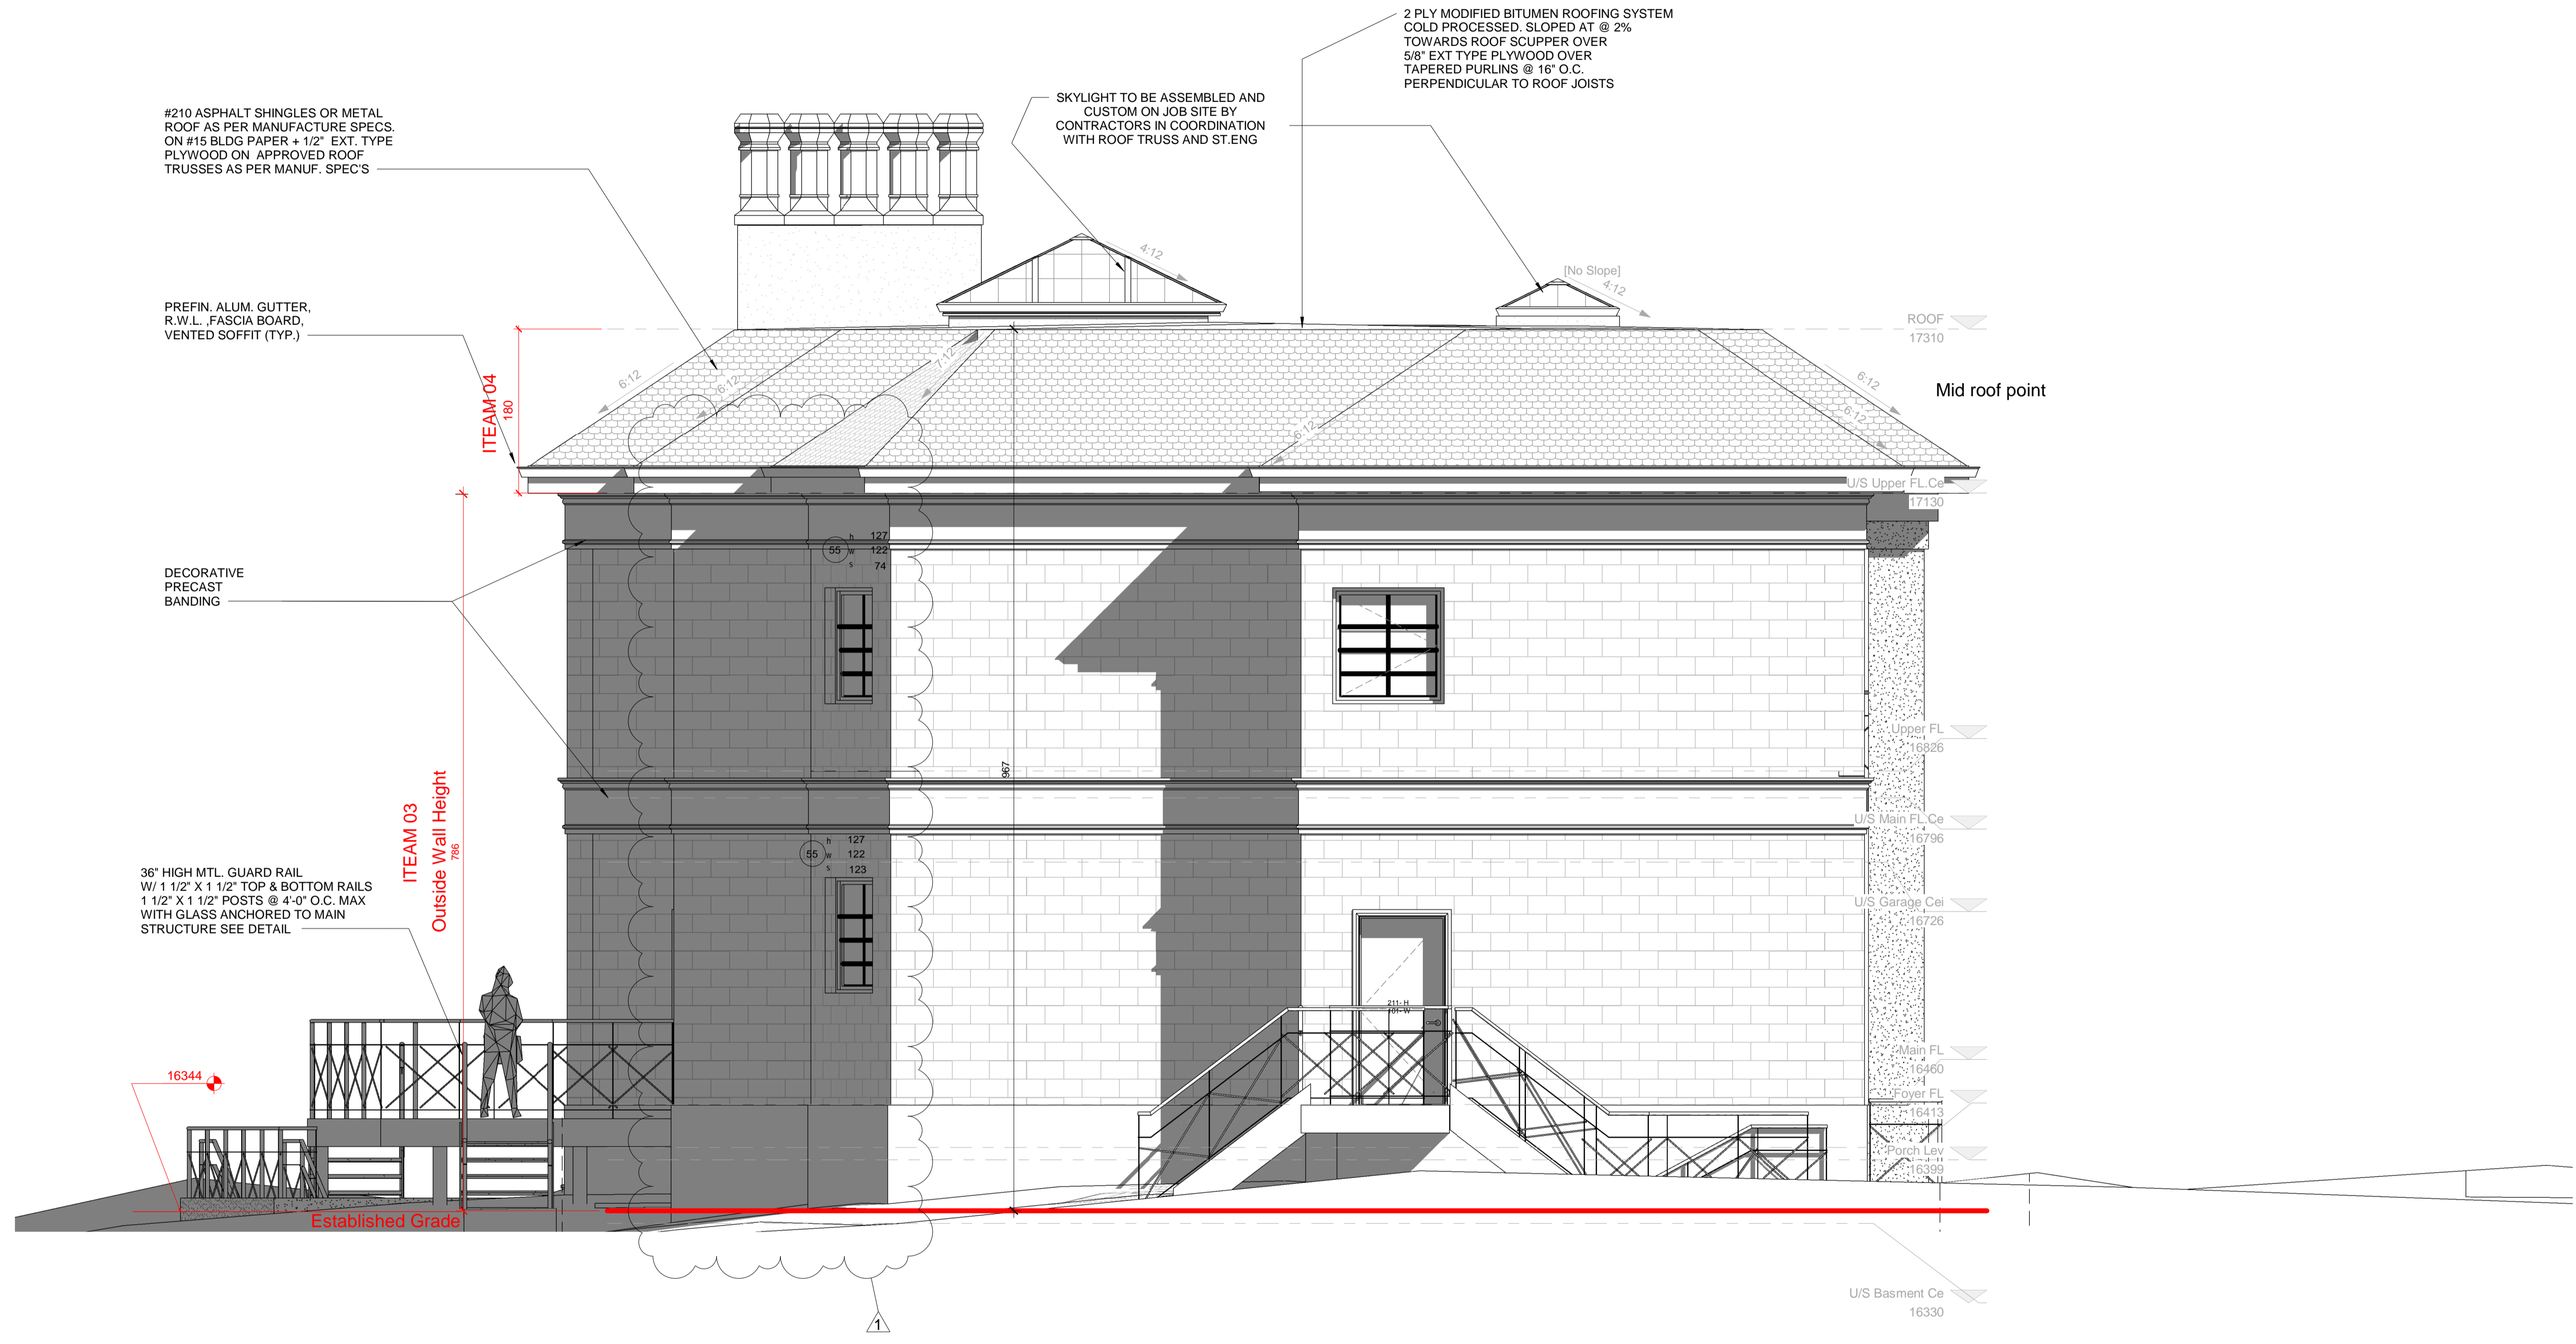 2 PLY MODIFIED BITUMEN ROOFING SYSTEM
COLD PROCESSED. SLOPED AT @ 2%
TOWARDS ROOF SCUPPER OVER
5/8" EXT TYPE PLYWOOD OVER
TAPERED PURLINS @ 16" O.C.
PERPENDICULAR TO ROOF JOISTS
SKYLIGHT TO BE ASSEMBLED AND
CUSTOM ON JOB SITE BY
CONTRACTORS IN COORDINATION
WITH ROOF TRUSS AND ST.ENG
#210 ASPHALT SHINGLES OR METAL
ROOF AS PER MANUFACTURE SPECS.
ON #15 BLDG PAPER + 1/2" EXT. TYPE
PLYWOOD ON APPROVED ROOF
TRUSSES AS PER MANUF. SPEC'S
4:12
[No Slope]
4:12
PREFIN. ALUM. GUTTER,
R.W.L. ,FASCIA BOARD,
VENTED SOFFIT (TYP.)
ROOF
17310
6:12
6:12
7:12
6:12
6:12
6:12
Mid roof point
ITEAM 04
180
U/S Upper FL.Ce
17130
55
h 127
w 122
s 74
DECORATIVE
PRECAST
BANDING
Upper FL
16826
967
ITEAM 03
Outside Wall Height
786
U/S Main FL.Ce
16796
55
h 127
w 122
s 123
36" HIGH MTL. GUARD RAIL
W/ 1 1/2" X 1 1/2" TOP & BOTTOM RAILS
1 1/2" X 1 1/2" POSTS @ 4'-0" O.C. MAX
WITH GLASS ANCHORED TO MAIN
STRUCTURE SEE DETAIL
U/S Garage Cei
16726
211- H
101- W
Main FL
16460
16344
Foyer FL
16413
Porch Lev
16399
Established Grade
U/S Basment Ce
16330
1